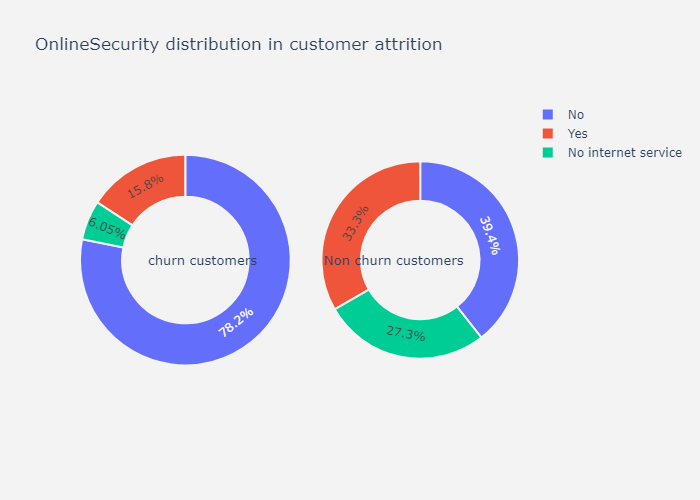 OnlineSecurity distribution in customer attrition
No
Yes
No internet service
15.8%
6.05%
churn customers
78.2%
33.3%
39.4%
Non churn customers
27.3%